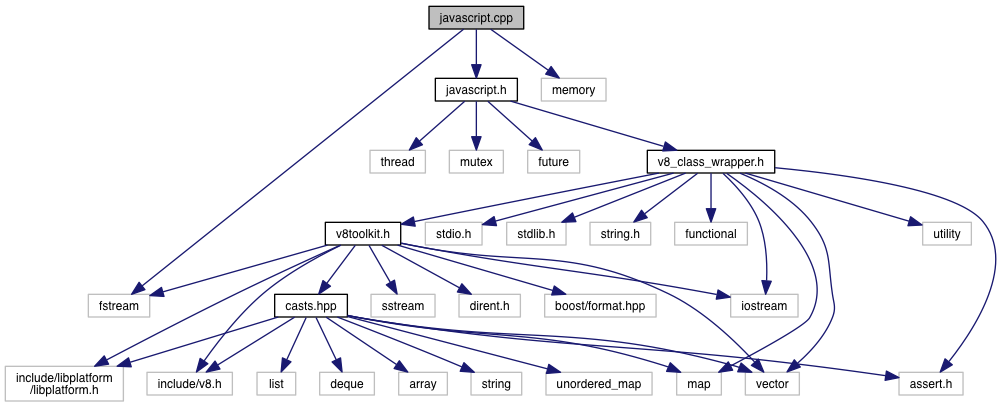 javascript.cpp
javascript.h
memory
thread
mutex
future
v8_class_wrapper.h
v8toolkit.h
stdio.h
stdlib.h
string.h
functional
utility
fstream
casts.hpp
sstream
dirent.h
boost/format.hpp
iostream
include/libplatform
/libplatform.h
include/v8.h
list
deque
array
string
unordered_map
map
vector
assert.h